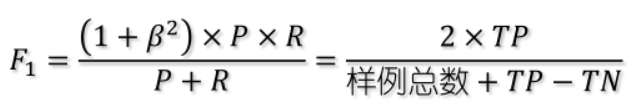 F₁ = (1 + β²) × P × R / P + R = 2 × TP / 样例总数 + TP − TN